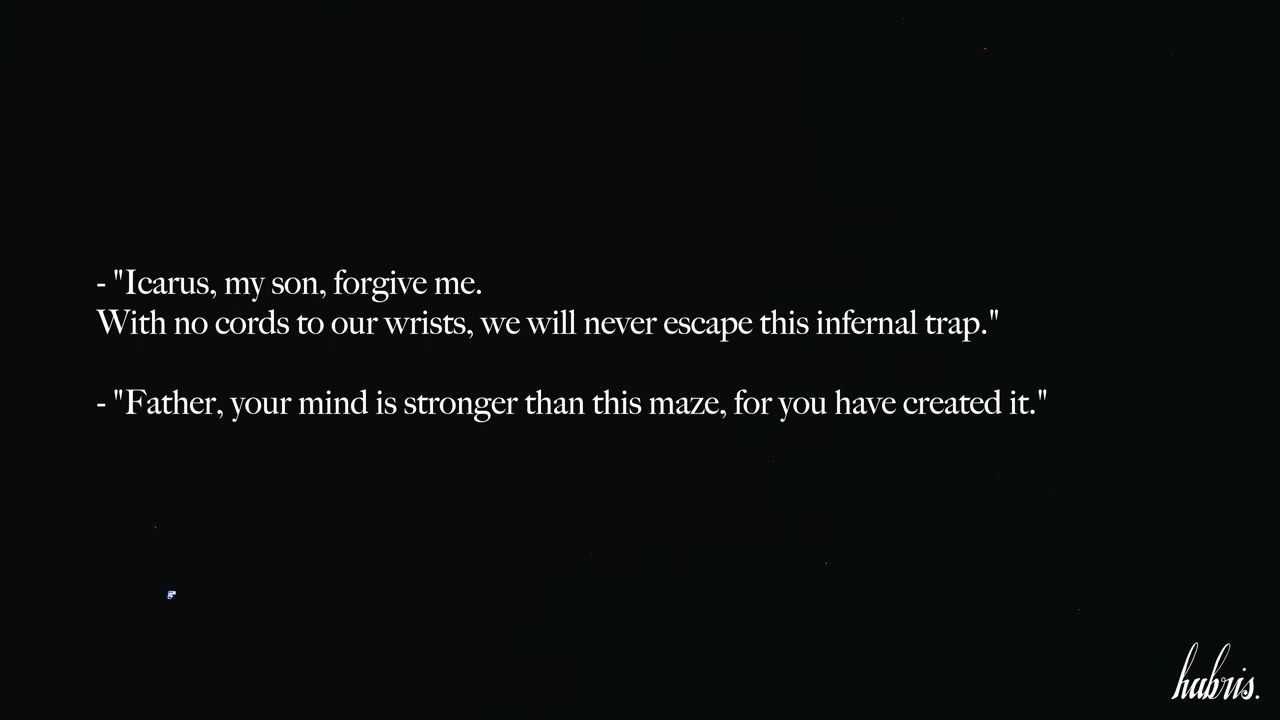 - "Icarus, my son, forgive me.
With no cords to our wrists, we will never escape this infernal trap."
- "Father, your mind is stronger than this maze, for you have created it."
hubris.